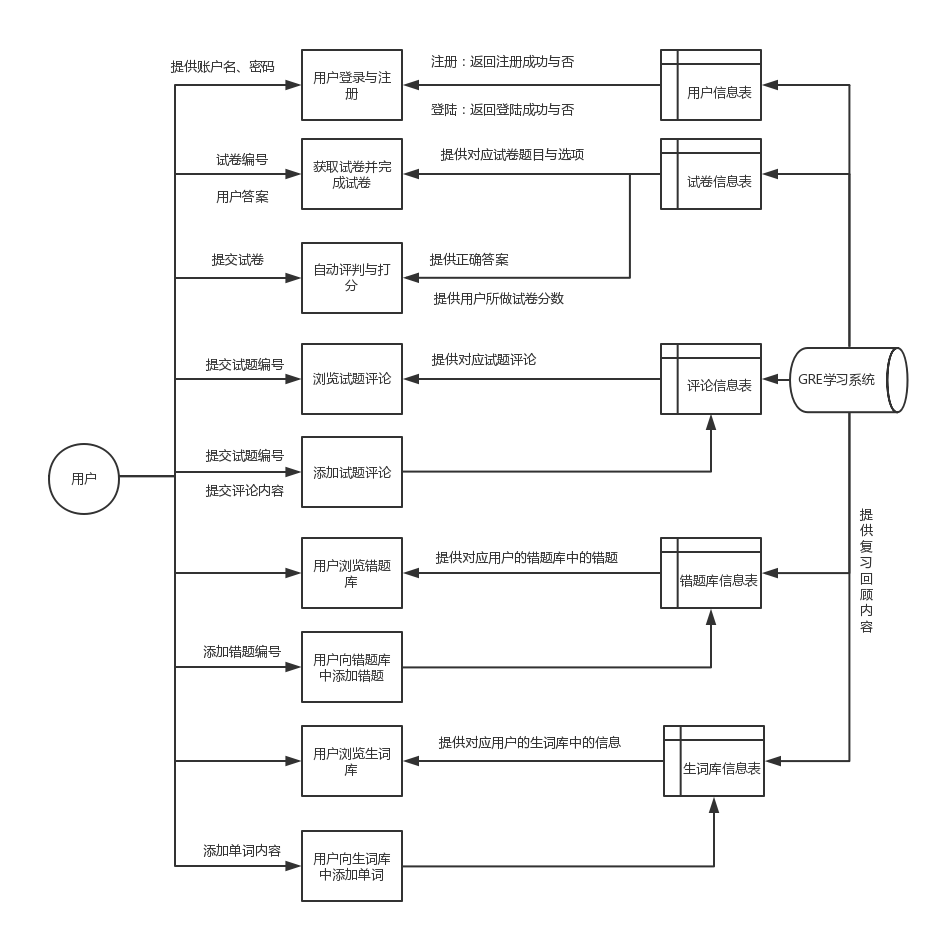 提供账户名、密码
用户登录与注
册
注册：返回注册成功与否
登陆：返回登陆成功与否
用户信息表
试卷编号
用户答案
获取试卷并完
成试卷
提供对应试卷题目与选项
试卷信息表
提交试卷
自动评判与打
分
提供正确答案
提供用户所做试卷分数
提交试题编号
浏览试题评论
提供对应试题评论
评论信息表
GRE学习系统
用户
提交试题编号
提交评论内容
添加试题评论
用户浏览错题
库
提供对应用户的错题库中的错题
错题库信息表
提供复习回顾内容
添加错题编号
用户向错题库
中添加错题
用户浏览生词
库
提供对应用户的生词库中的信息
生词库信息表
添加单词内容
用户向生词库
中添加单词